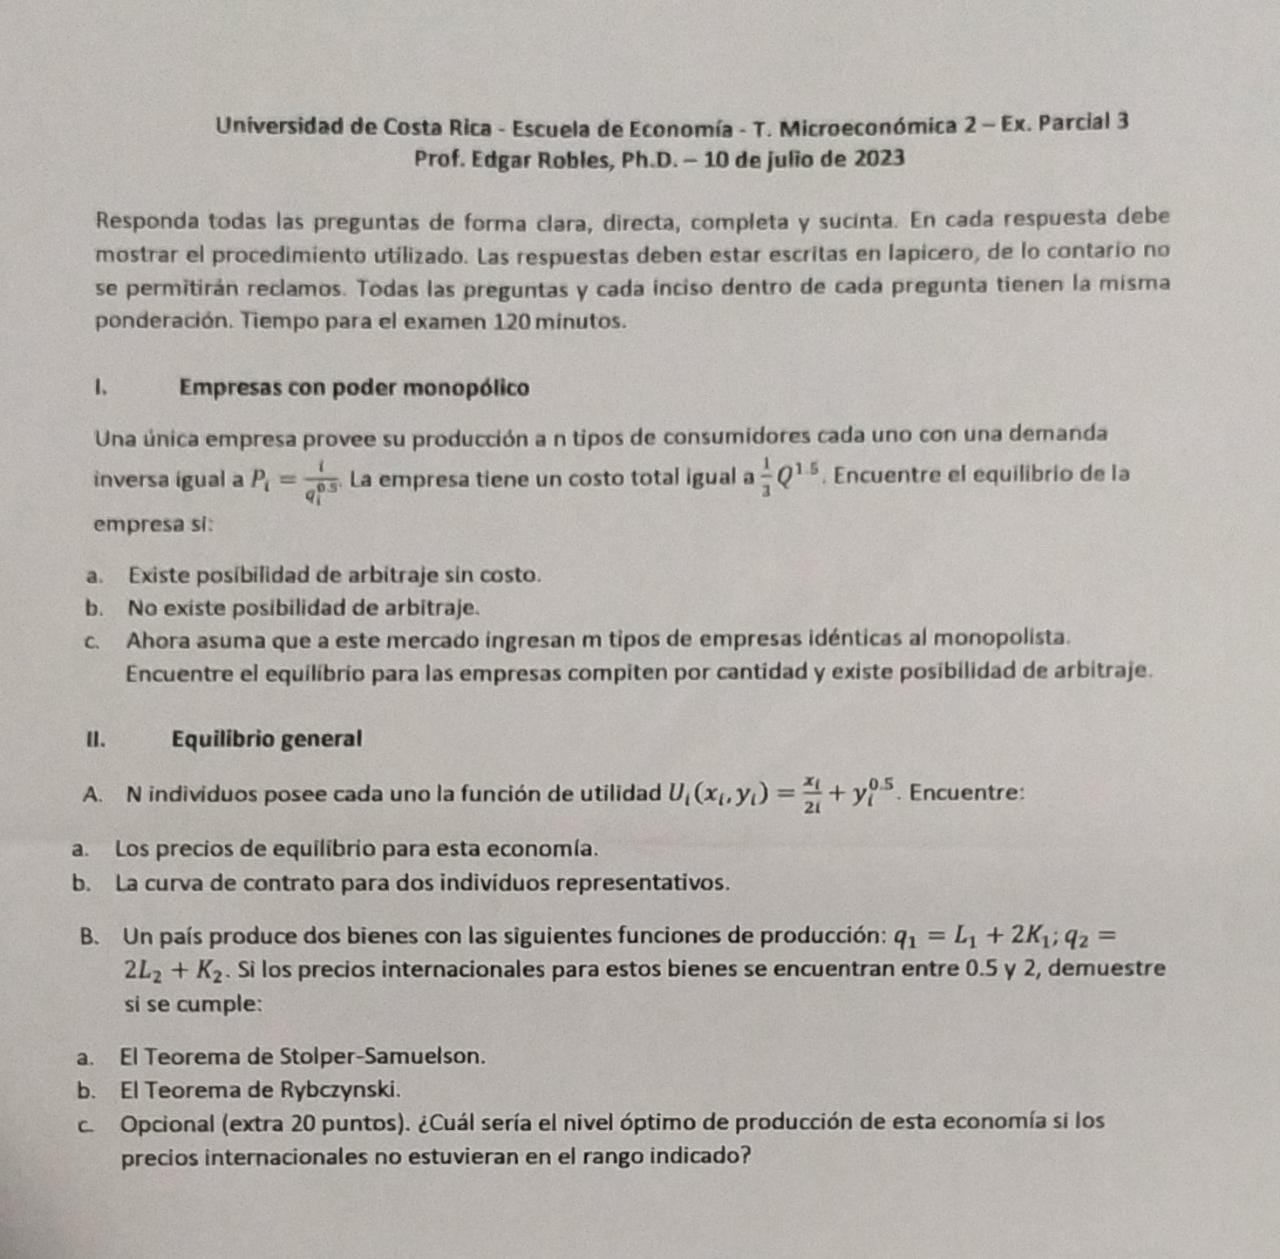 Universidad de Costa Rica - Escuela de Economía - T. Microeconómica 2 – Ex. Parcial 3
Prof. Edgar Robles, Ph.D. – 10 de julio de 2023
Responda todas las preguntas de forma clara, directa, completa y sucinta. En cada respuesta debe
mostrar el procedimiento utilizado. Las respuestas deben estar escritas en lapicero, de lo contario no
se permitirán reclamos. Todas las preguntas y cada inciso dentro de cada pregunta tienen la misma
ponderación. Tiempo para el examen 120 minutos.
I. Empresas con poder monopólico
Una única empresa provee su producción a n tipos de consumidores cada uno con una demanda
inversa igual a P_i = i/q_i^0.5. La empresa tiene un costo total igual a 1/3 Q^1.5. Encuentre el equilibrio de la
empresa si:
a. Existe posibilidad de arbitraje sin costo.
b. No existe posibilidad de arbitraje.
c. Ahora asuma que a este mercado ingresan m tipos de empresas idénticas al monopolista.
Encuentre el equilibrio para las empresas compiten por cantidad y existe posibilidad de arbitraje.
II. Equilibrio general
A. N individuos posee cada uno la función de utilidad U_i(x_i, y_i) = x_i/2i + y_i^0.5. Encuentre:
a. Los precios de equilibrio para esta economía.
b. La curva de contrato para dos individuos representativos.
B. Un país produce dos bienes con las siguientes funciones de producción: q_1 = L_1 + 2K_1; q_2 =
2L_2 + K_2. Si los precios internacionales para estos bienes se encuentran entre 0.5 y 2, demuestre
si se cumple:
a. El Teorema de Stolper-Samuelson.
b. El Teorema de Rybczynski.
c. Opcional (extra 20 puntos). ¿Cuál sería el nivel óptimo de producción de esta economía si los
precios internacionales no estuvieran en el rango indicado?